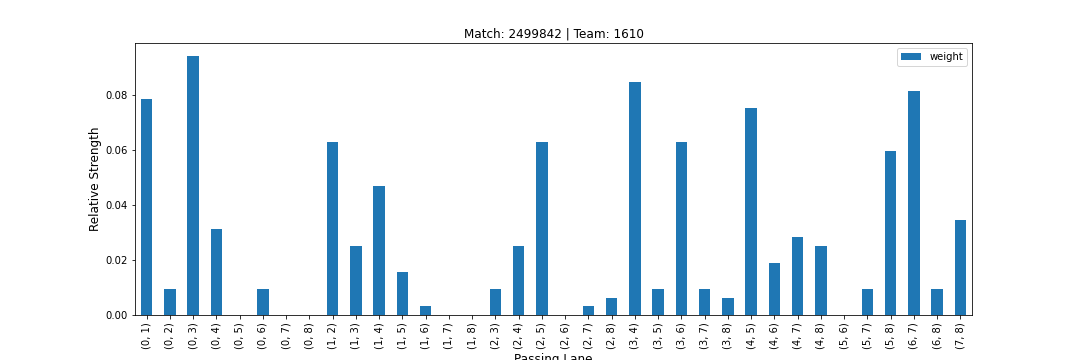 Match: 2499842 | Team: 1610
weight
Relative Strength
0.08
0.06
0.04
0.02
0.00
(0, 1) (0, 2) (0, 3) (0, 4) (0, 5) (0, 6) (0, 7) (0, 8) (1, 2) (1, 3) (1, 4) (1, 5) (1, 6) (1, 7) (1, 8) (2, 3) (2, 4) (2, 5) (2, 6) (2, 7) (2, 8) (3, 4) (3, 5) (3, 6) (3, 7) (3, 8) (4, 5) (4, 6) (4, 7) (4, 8) (5, 6) (5, 7) (5, 8) (6, 7) (6, 8) (7, 8)
Passing Lane